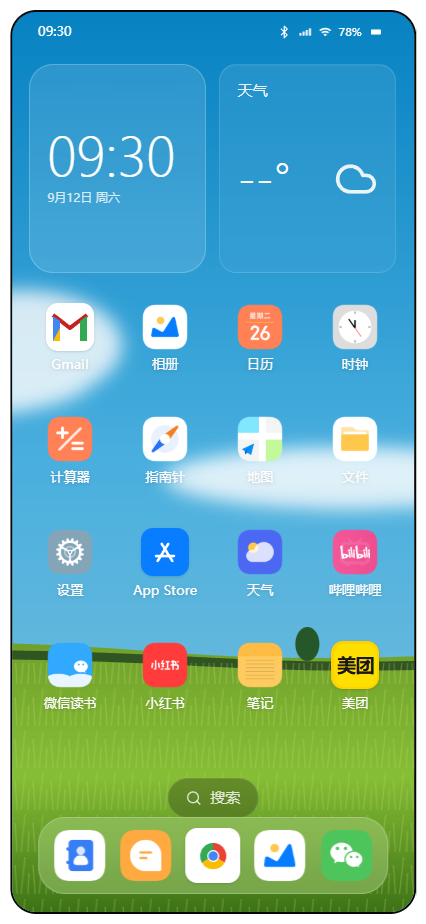 09:30
78%
09:30
9月12日 周六
天气
--°
Gmail
相册
星期二
26
日历
时钟
计算器
指南针
地图
文件
设置
App Store
天气
bilibili
哔哩哔哩
微信读书
小红书
小红书
笔记
美团
美团
搜索